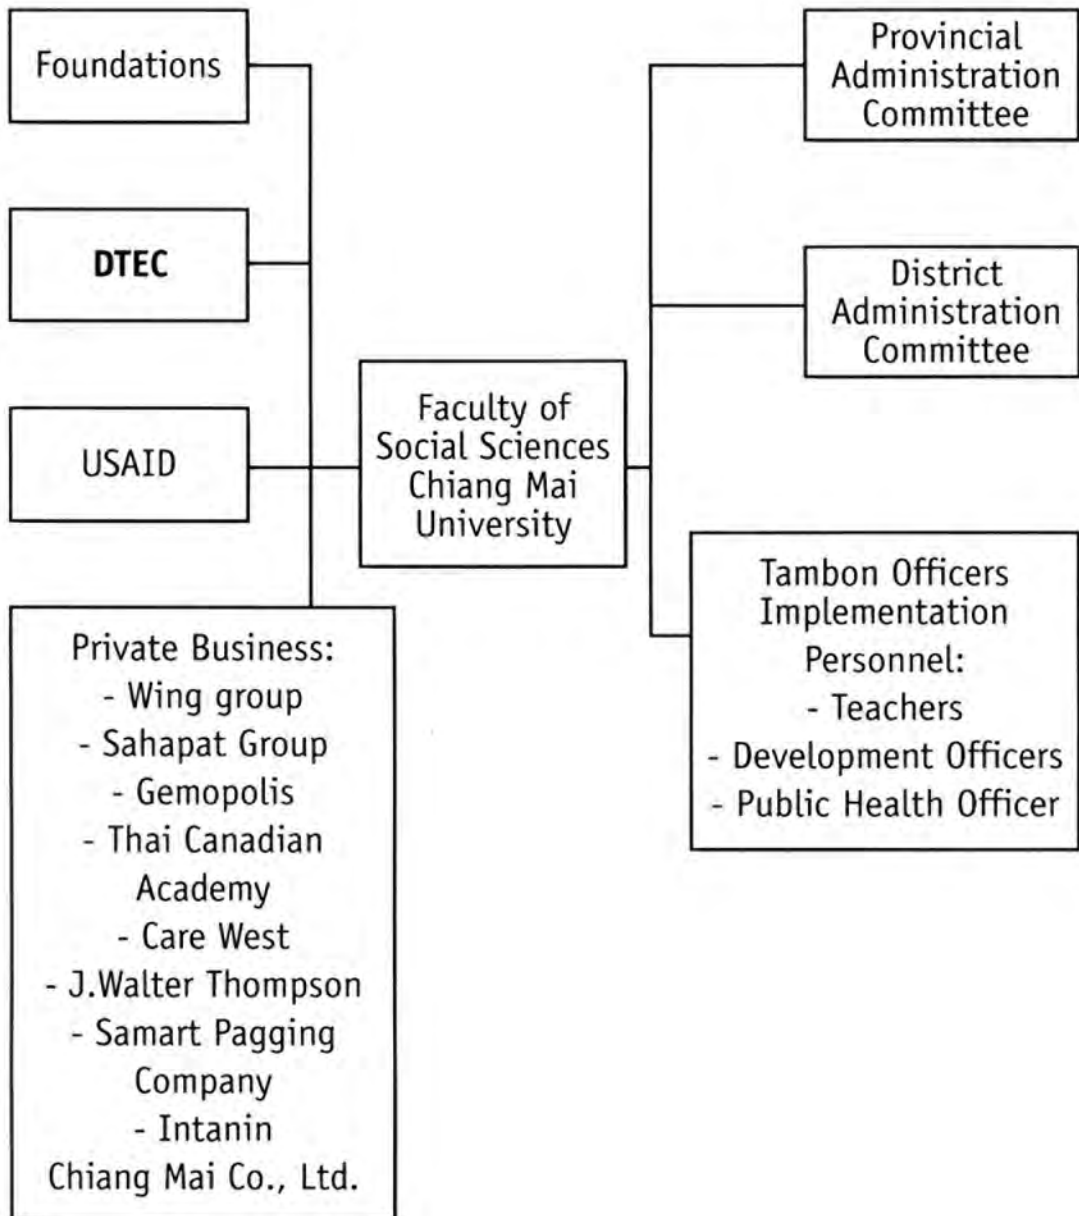 Foundations
DTEC
USAID
Private Business:
- Wing group
- Sahapat Group
- Gemopolis
- Thai Canadian
Academy
- Care West
- J.Walter Thompson
- Samart Pagging
Company
- Intanin
Chiang Mai Co., Ltd.
Faculty of
Social Sciences
Chiang Mai
University
Provincial
Administration
Committee
District
Administration
Committee
Tambon Officers
Implementation
Personnel:
- Teachers
- Development Officers
- Public Health Officer